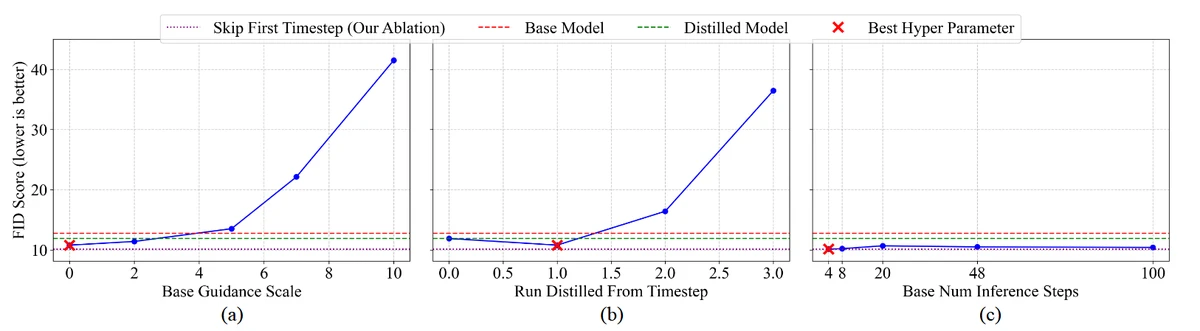 Skip First Timestep (Our Ablation) Base Model Distilled Model Best Hyper Parameter
FID Score (lower is better)
40
30
20
10
0 2 4 6 8 10
Base Guidance Scale
(a)
0.0 0.5 1.0 1.5 2.0 2.5 3.0
Run Distilled From Timestep
(b)
4 8 20 48 100
Base Num Inference Steps
(c)